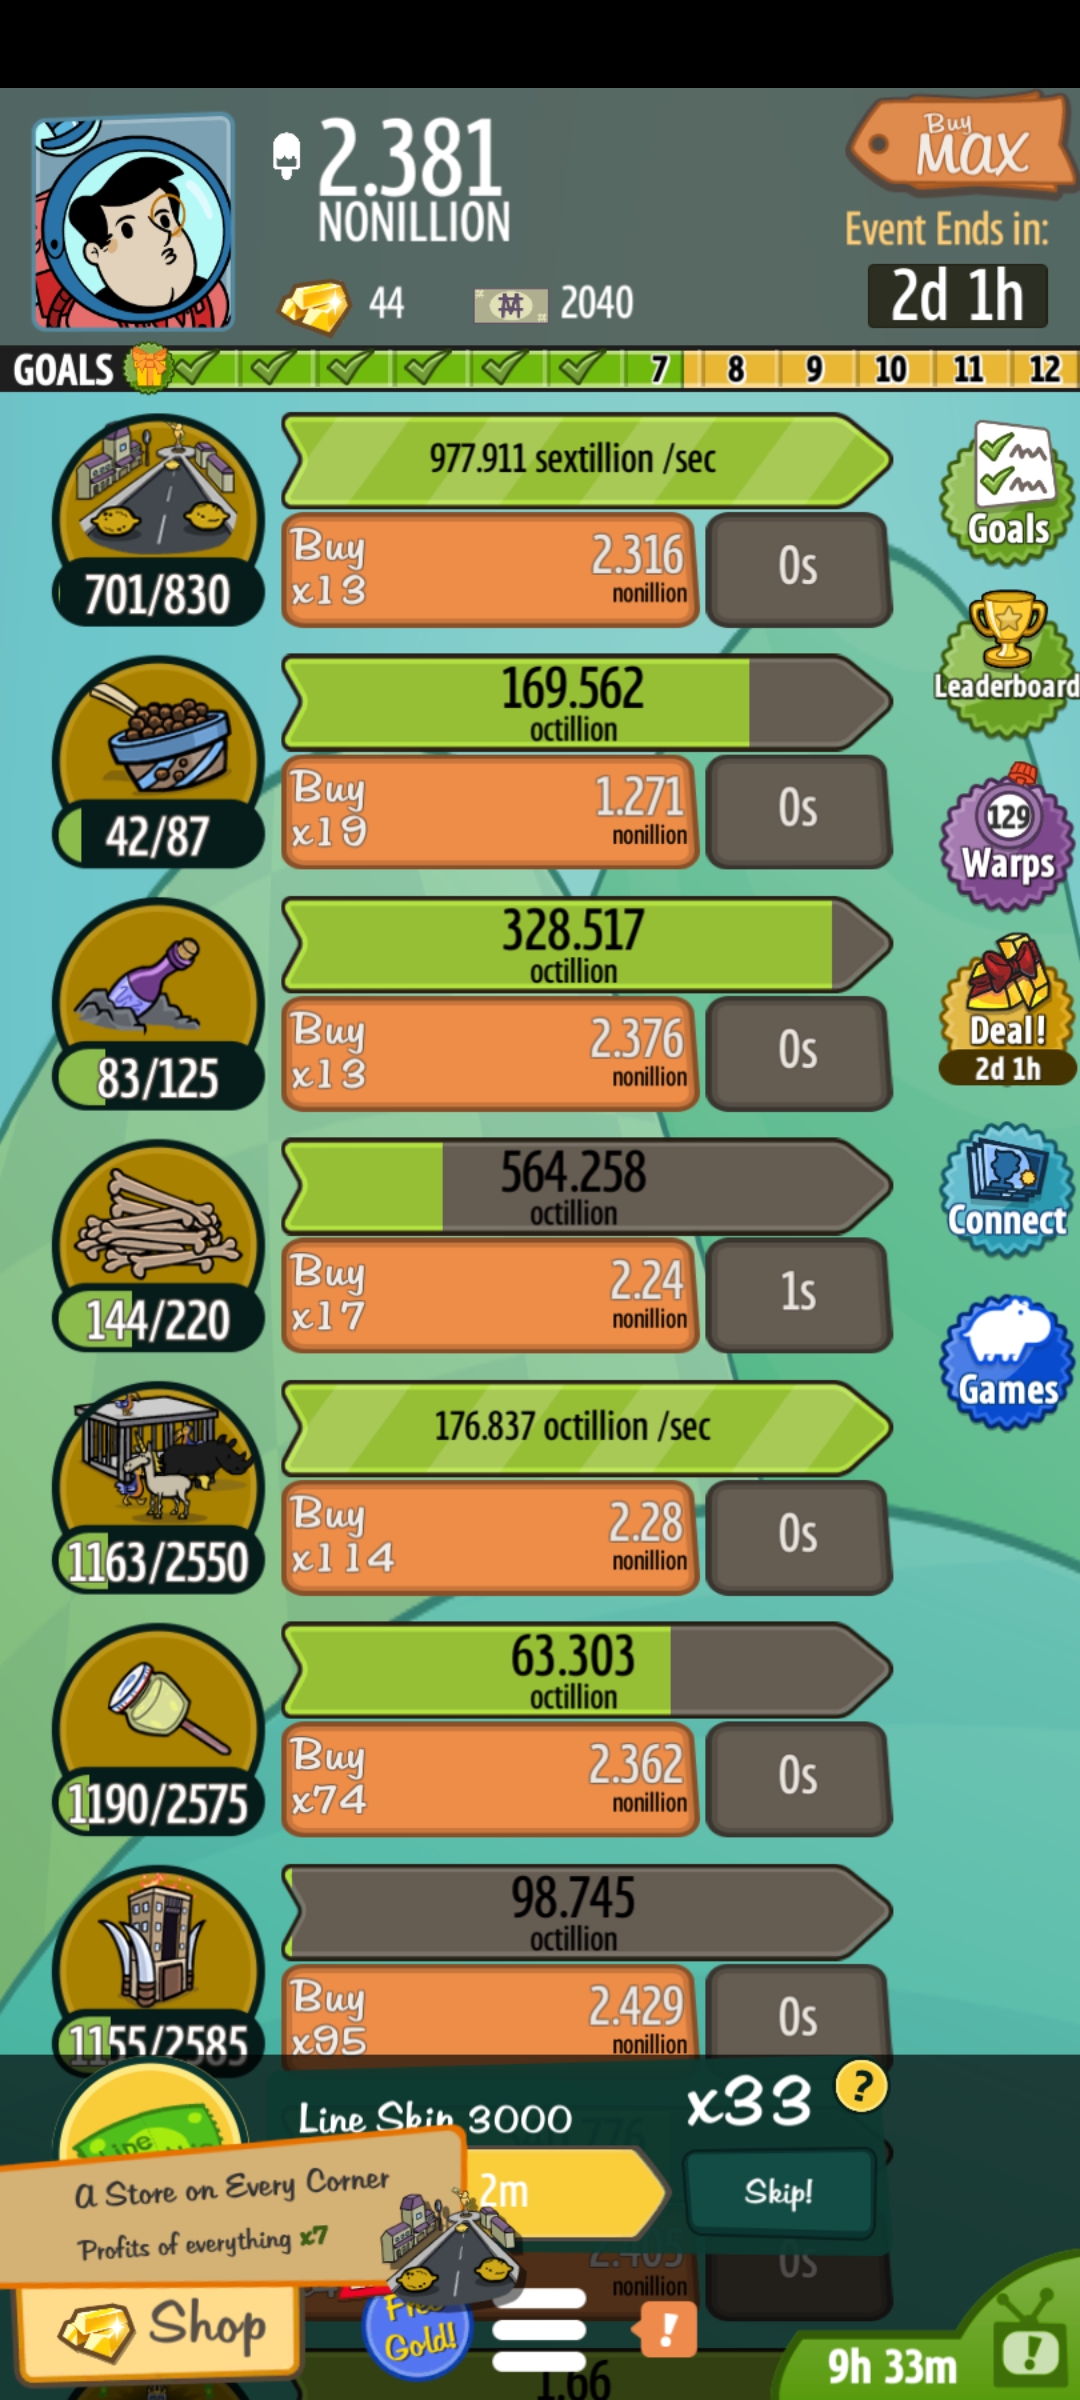 2.381
NONILLION
44
2040
Buy
MAX
Event Ends in:
2d 1h
GOALS
7
8
9
10
11
12
977.911 sextillion /sec
Buy
x13
2.316
nonillion
0s
701/830
169.562
octillion
Buy
x19
1.271
nonillion
0s
42/87
328.517
octillion
Buy
x13
2.376
nonillion
0s
83/125
564.258
octillion
Buy
x17
2.24
nonillion
1s
144/220
176.837 octillion /sec
Buy
x114
2.28
nonillion
0s
1163/2550
63.303
octillion
Buy
x74
2.362
nonillion
0s
1190/2575
98.745
octillion
Buy
x95
2.429
nonillion
0s
1155/2585
Goals
Leaderboard
129
Warps
Deal!
2d 1h
Connect
Games
Line Skip 3000
x33
?
2m
Skip!
A Store on Every Corner
Profits of everything x7
nonillion
0s
Shop
Free
Gold!
!
1.66
9h 33m
!